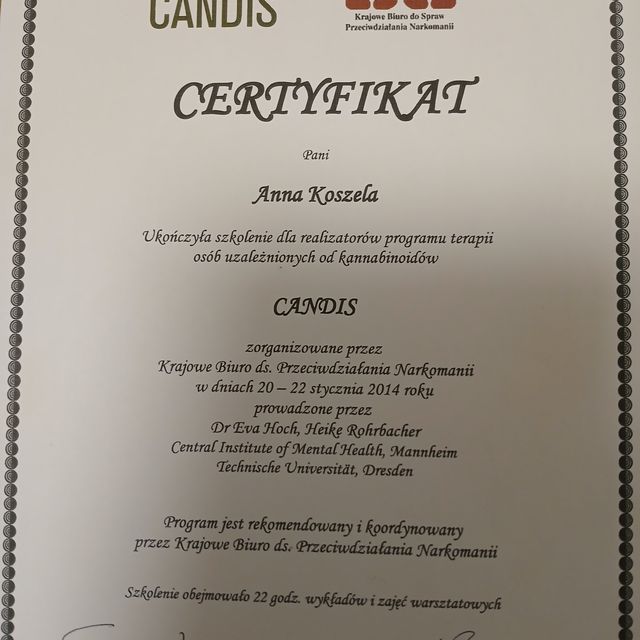 CANDIS
Krajowe Biuro do Spraw
Przeciwdziałania Narkomanii
CERTYFIKAT
Pani
Anna Koszela
Ukończyła szkolenie dla realizatorów programu terapii
osób uzależnionych od kannabinoidów
CANDIS
zorganizowane przez
Krajowe Biuro ds. Przeciwdziałania Narkomanii
w dniach 20 – 22 stycznia 2014 roku
prowadzone przez
Dr Eva Hoch, Heike Rohrbacher
Central Institute of Mental Health, Mannheim
Technische Universität, Dresden
Program jest rekomendowany i koordynowany
przez Krajowe Biuro ds. Przeciwdziałania Narkomanii
Szkolenie obejmowało 22 godz. wykładów i zajęć warsztatowych